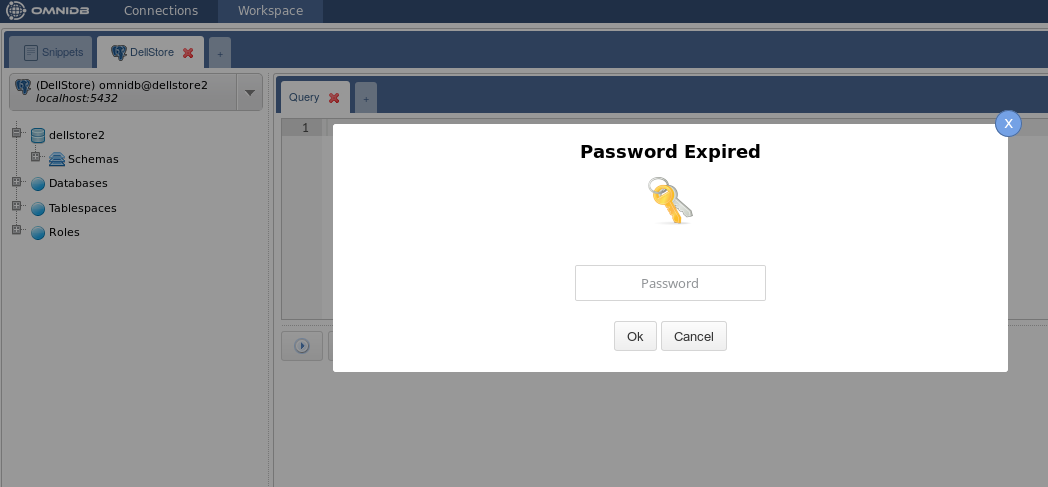 OMNIDB Connections Workspace
Snippets DellStore +
(DellStore) omnidb@dellstore2
localhost:5432
dellstore2
Schemas
Databases
Tablespaces
Roles
Query +
1
X
Password Expired
Password
Ok Cancel